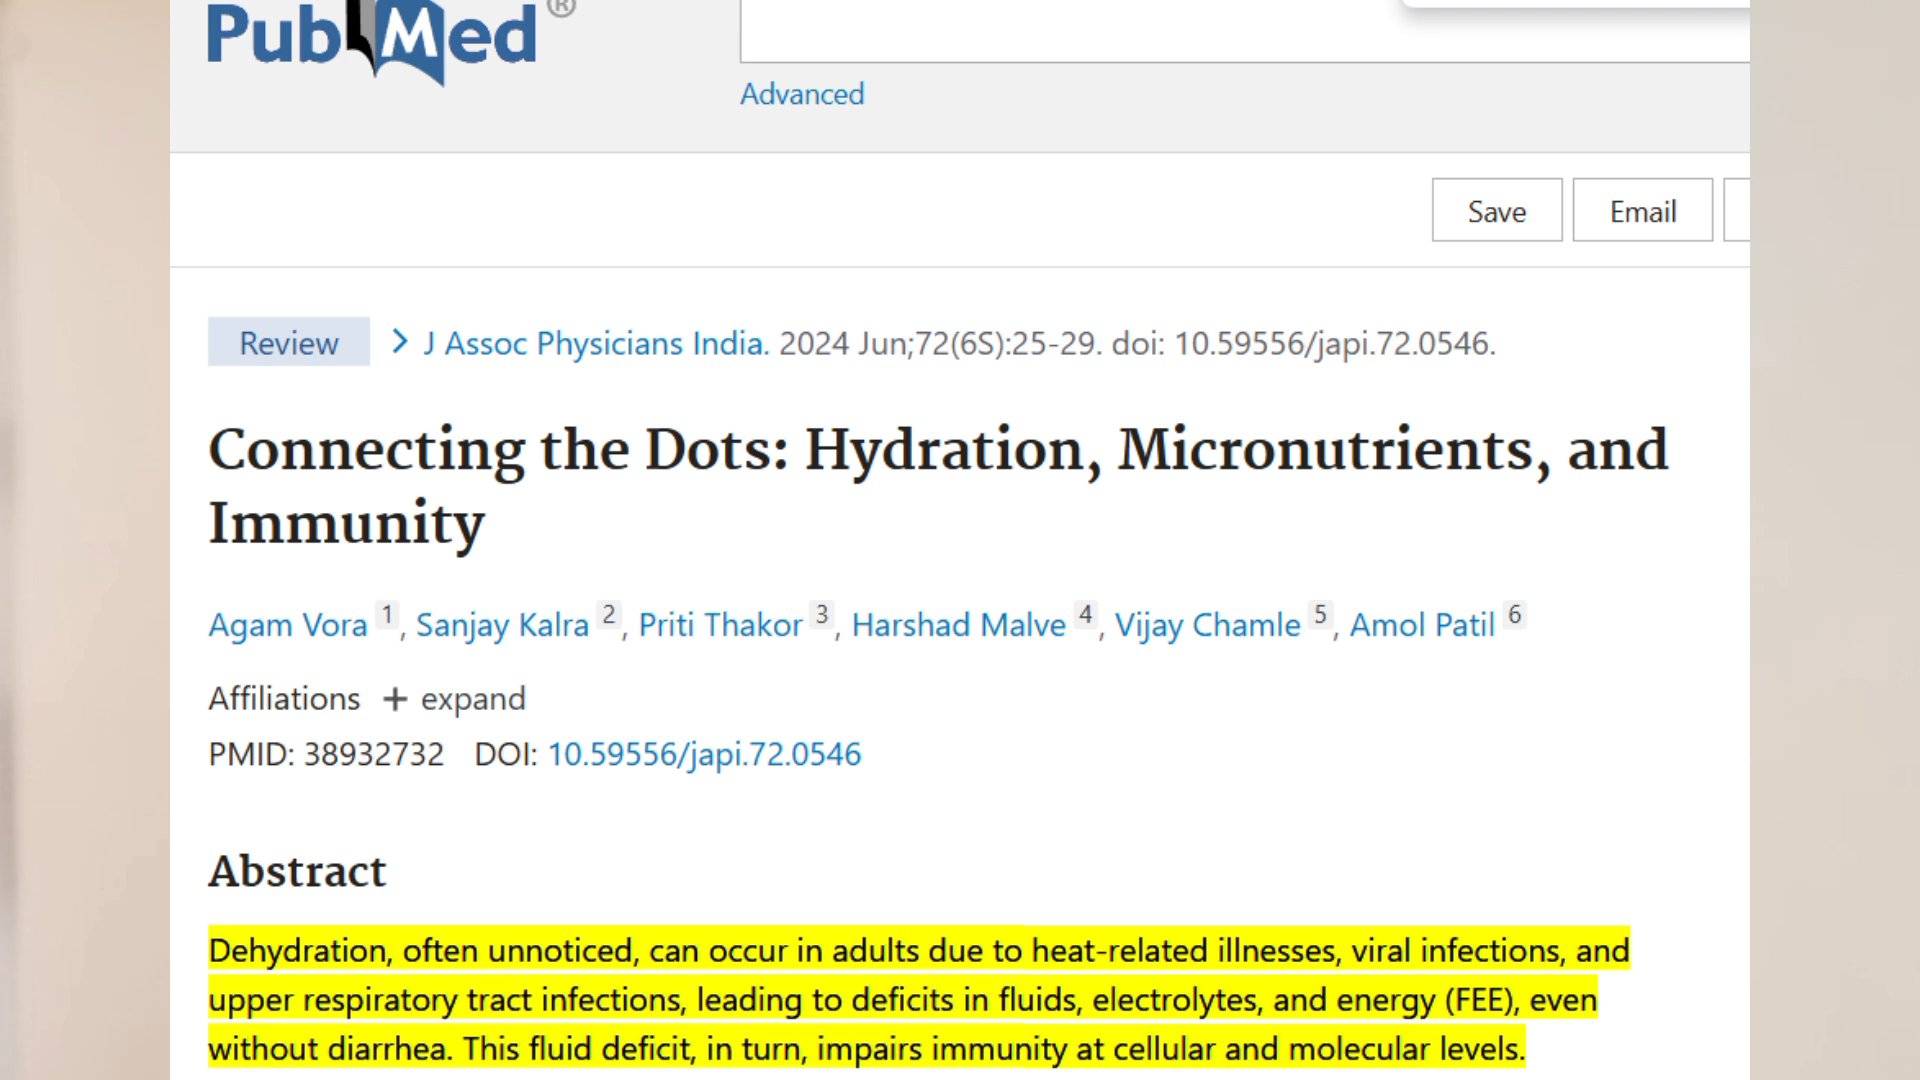 PubMed®
Advanced
Save
Email
Review
J Assoc Physicians India. 2024 Jun;72(6S):25-29. doi: 10.59556/japi.72.0546.
Connecting the Dots: Hydration, Micronutrients, and
Immunity
Agam Vora 1, Sanjay Kalra 2, Priti Thakor 3, Harshad Malve 4, Vijay Chamle 5, Amol Patil 6
Affiliations + expand
PMID: 38932732 DOI: 10.59556/japi.72.0546
Abstract
Dehydration, often unnoticed, can occur in adults due to heat-related illnesses, viral infections, and
upper respiratory tract infections, leading to deficits in fluids, electrolytes, and energy (FEE), even
without diarrhea. This fluid deficit, in turn, impairs immunity at cellular and molecular levels.